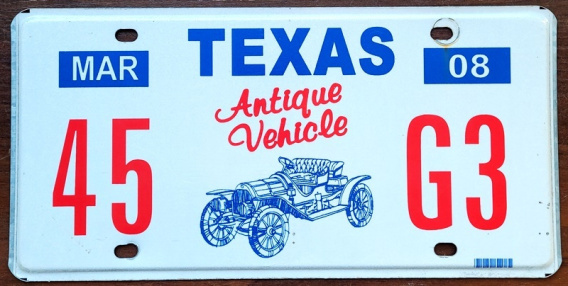 TEXAS
MAR 08
Antique
Vehicle
45 G3